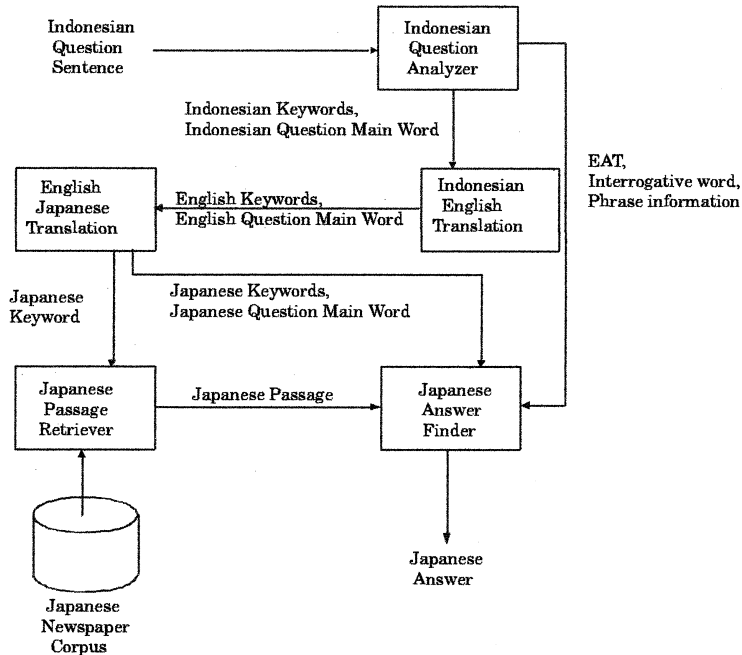 Indonesian
Question
Sentence
Indonesian
Question
Analyzer
Indonesian Keywords,
Indonesian Question Main Word
EAT,
Interrogative word,
Phrase information
English
Japanese
Translation
English Keywords,
English Question Main Word
Indonesian
English
Translation
Japanese
Keyword
Japanese Keywords,
Japanese Question Main Word
Japanese
Passage
Retriever
Japanese Passage
Japanese
Answer
Finder
Japanese
Answer
Japanese
Newspaper
Corpus